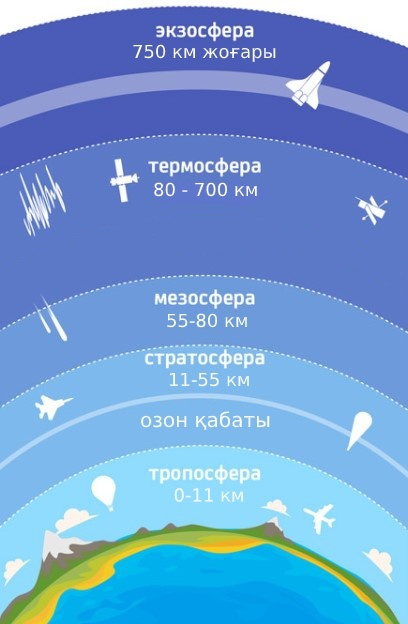 экзосфера
750 км жоғары
термосфера
80 - 700 км
мезосфера
55-80 км
стратосфера
11-55 км
озон қабаты
тропосфера
0-11 км